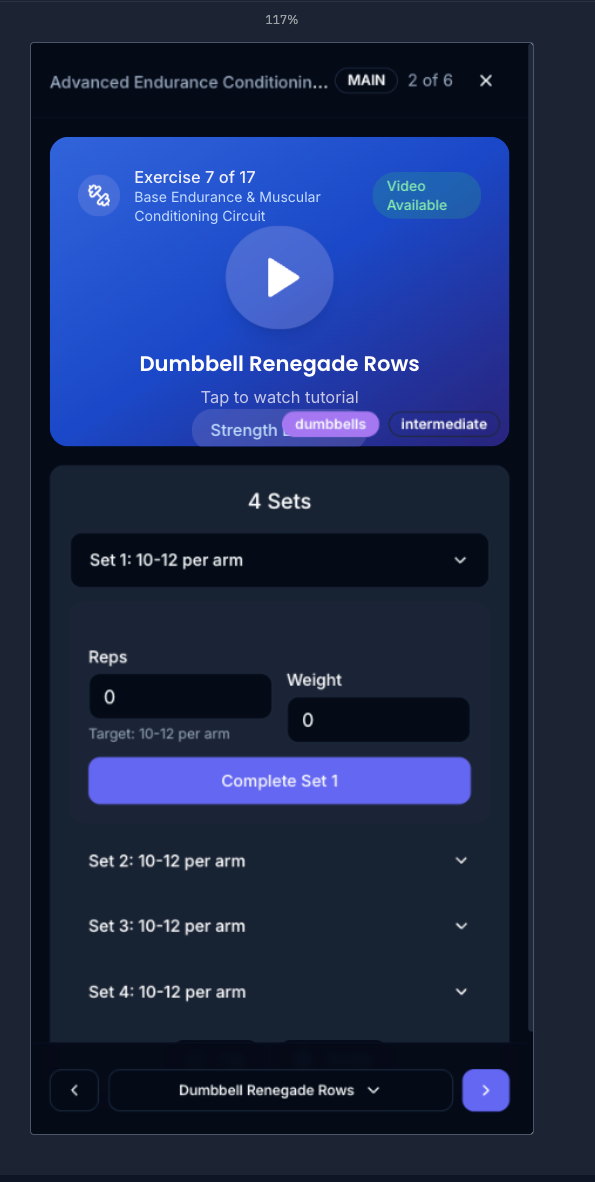 117%
Advanced Endurance Conditionin... MAIN 2 of 6
Exercise 7 of 17
Base Endurance & Muscular
Conditioning Circuit
Video
Available
Dumbbell Renegade Rows
Tap to watch tutorial
Strength
dumbbells
intermediate
4 Sets
Set 1: 10-12 per arm
Reps
0
Target: 10-12 per arm
Weight
0
Complete Set 1
Set 2: 10-12 per arm
Set 3: 10-12 per arm
Set 4: 10-12 per arm
Dumbbell Renegade Rows